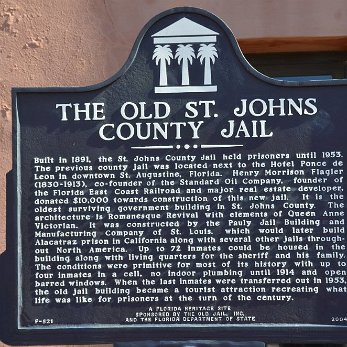 THE OLD ST. JOHNS
COUNTY JAIL
Built in 1891, the St. Johns County Jail held prisoners until 1953.
The previous county jail was located next to the Hotel Ponce de
Leon in downtown St. Augustine, Florida. Henry Morrison Flagler
(1830-1913), co-founder of the Standard Oil Company, founder of
the Florida East Coast Railroad and major real estate developer,
donated $10,000 towards construction of this new jail. It is the
oldest surviving government building in St. Johns County. The
architecture is Romanesque Revival with elements of Queen Anne
Victorian. It was constructed by the Pauly Jail Building and
Manufacturing Company of St. Louis, which would later build
Alcatraz prison in California along with several other jails through-
out North America. Up to 72 inmates could be housed in the
building along with living quarters for the sheriff and his family.
The conditions were primitive for most of its history with up to
four inmates in a cell, no indoor plumbing until 1914 and open
barred windows. When the last inmates were transferred out in 1953,
the old jail building became a tourist attraction recreating what
life was like for prisoners at the turn of the century.
A FLORIDA HERITAGE SITE
F-521 SPONSORED BY THE OLD JAIL, INC. 2004
AND THE FLORIDA DEPARTMENT OF STATE